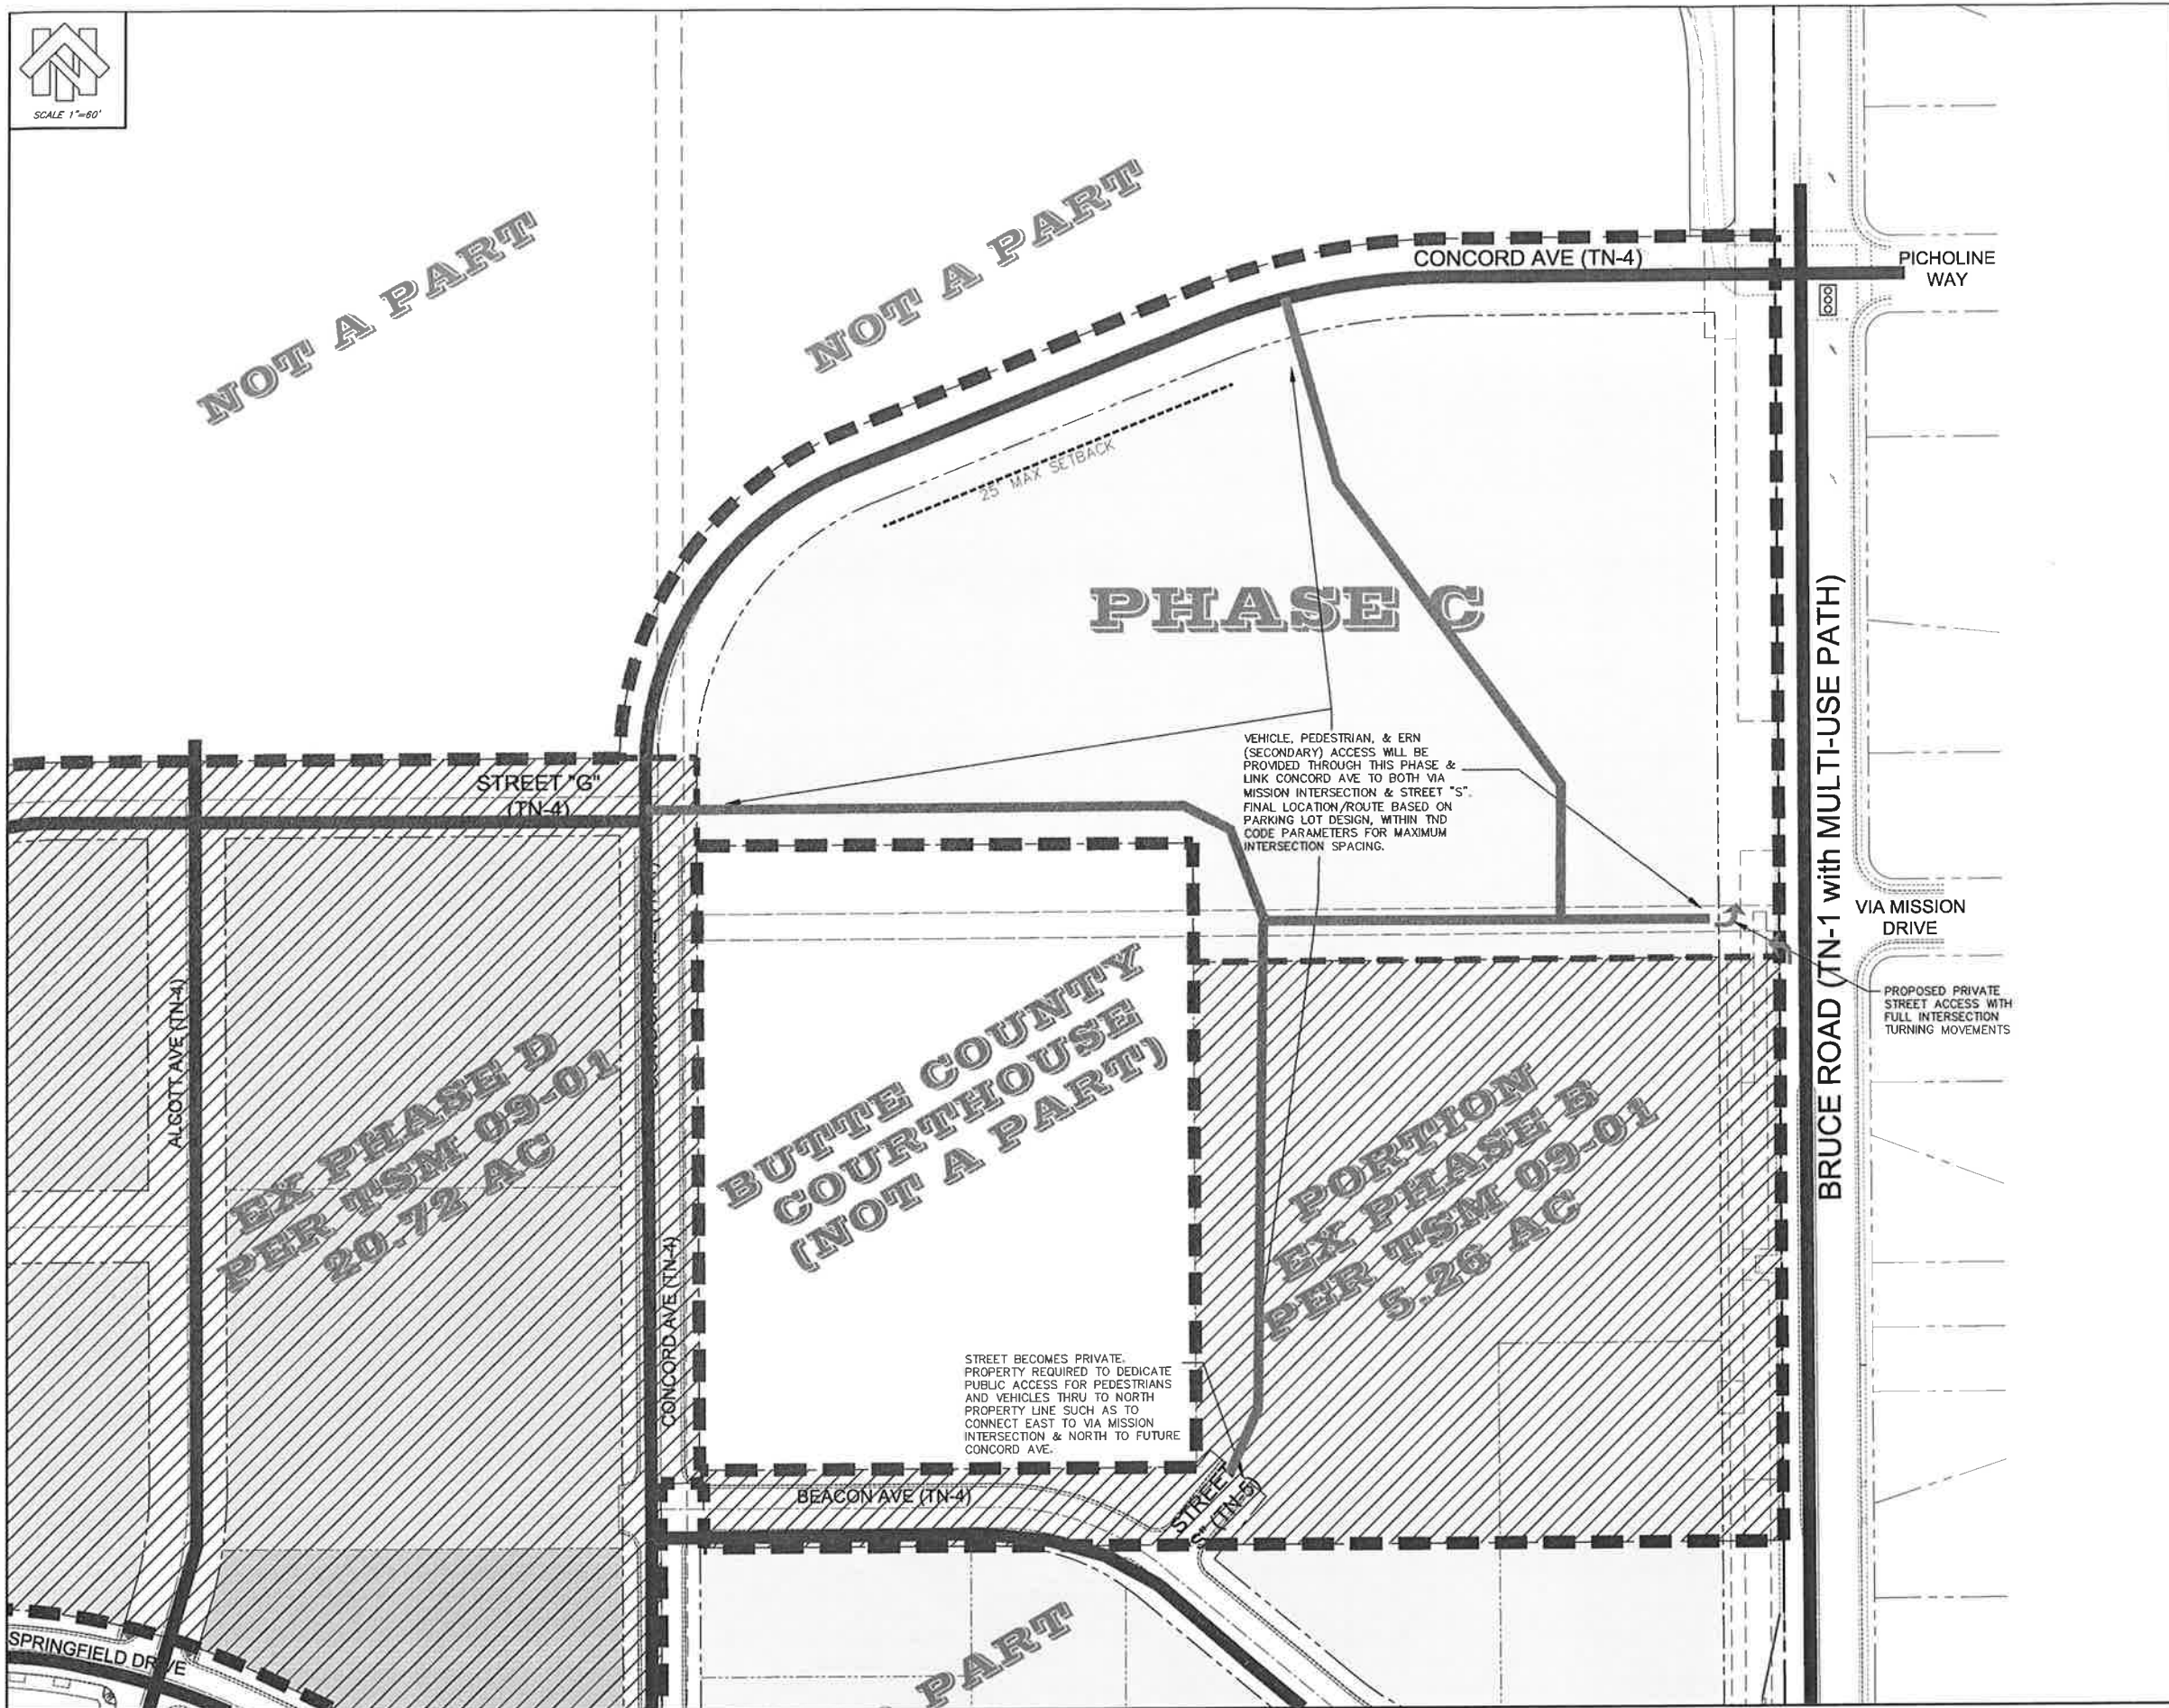 SCALE 1"=60'
NOT A PART
NOT A PART
CONCORD AVE (TN-4)
PICHOLINE
WAY
25' MAX SETBACK
PHASE C
BRUCE ROAD (TN-1 with MULTI-USE PATH)
VEHICLE, PEDESTRIAN, & ERN
(SECONDARY) ACCESS WILL BE
PROVIDED THROUGH THIS PHASE &
LINK CONCORD AVE TO BOTH VIA
MISSION INTERSECTION & STREET "S".
FINAL LOCATION/ROUTE BASED ON
PARKING LOT DESIGN, WITHIN TND
CODE PARAMETERS FOR MAXIMUM
INTERSECTION SPACING.
STREET "G"
(TN-4)
VIA MISSION
DRIVE
PROPOSED PRIVATE
STREET ACCESS WITH
FULL INTERSECTION
TURNING MOVEMENTS
ALCOTT AVE (TN-4)
EX PHASE D
PER TSM 09-01
20.72 AC
BUTTE COUNTY
COURTHOUSE
(NOT A PART)
PORTION
EX PHASE B
PER TSM 09-01
5.26 AC
CONCORD AVE (TN-4)
STREET BECOMES PRIVATE.
PROPERTY REQUIRED TO DEDICATE
PUBLIC ACCESS FOR PEDESTRIANS
AND VEHICLES THRU TO NORTH
PROPERTY LINE SUCH AS TO
CONNECT EAST TO VIA MISSION
INTERSECTION & NORTH TO FUTURE
CONCORD AVE.
BEACON AVE (TN-4)
STREET
S" (TN-5)
SPRINGFIELD DRIVE
PART